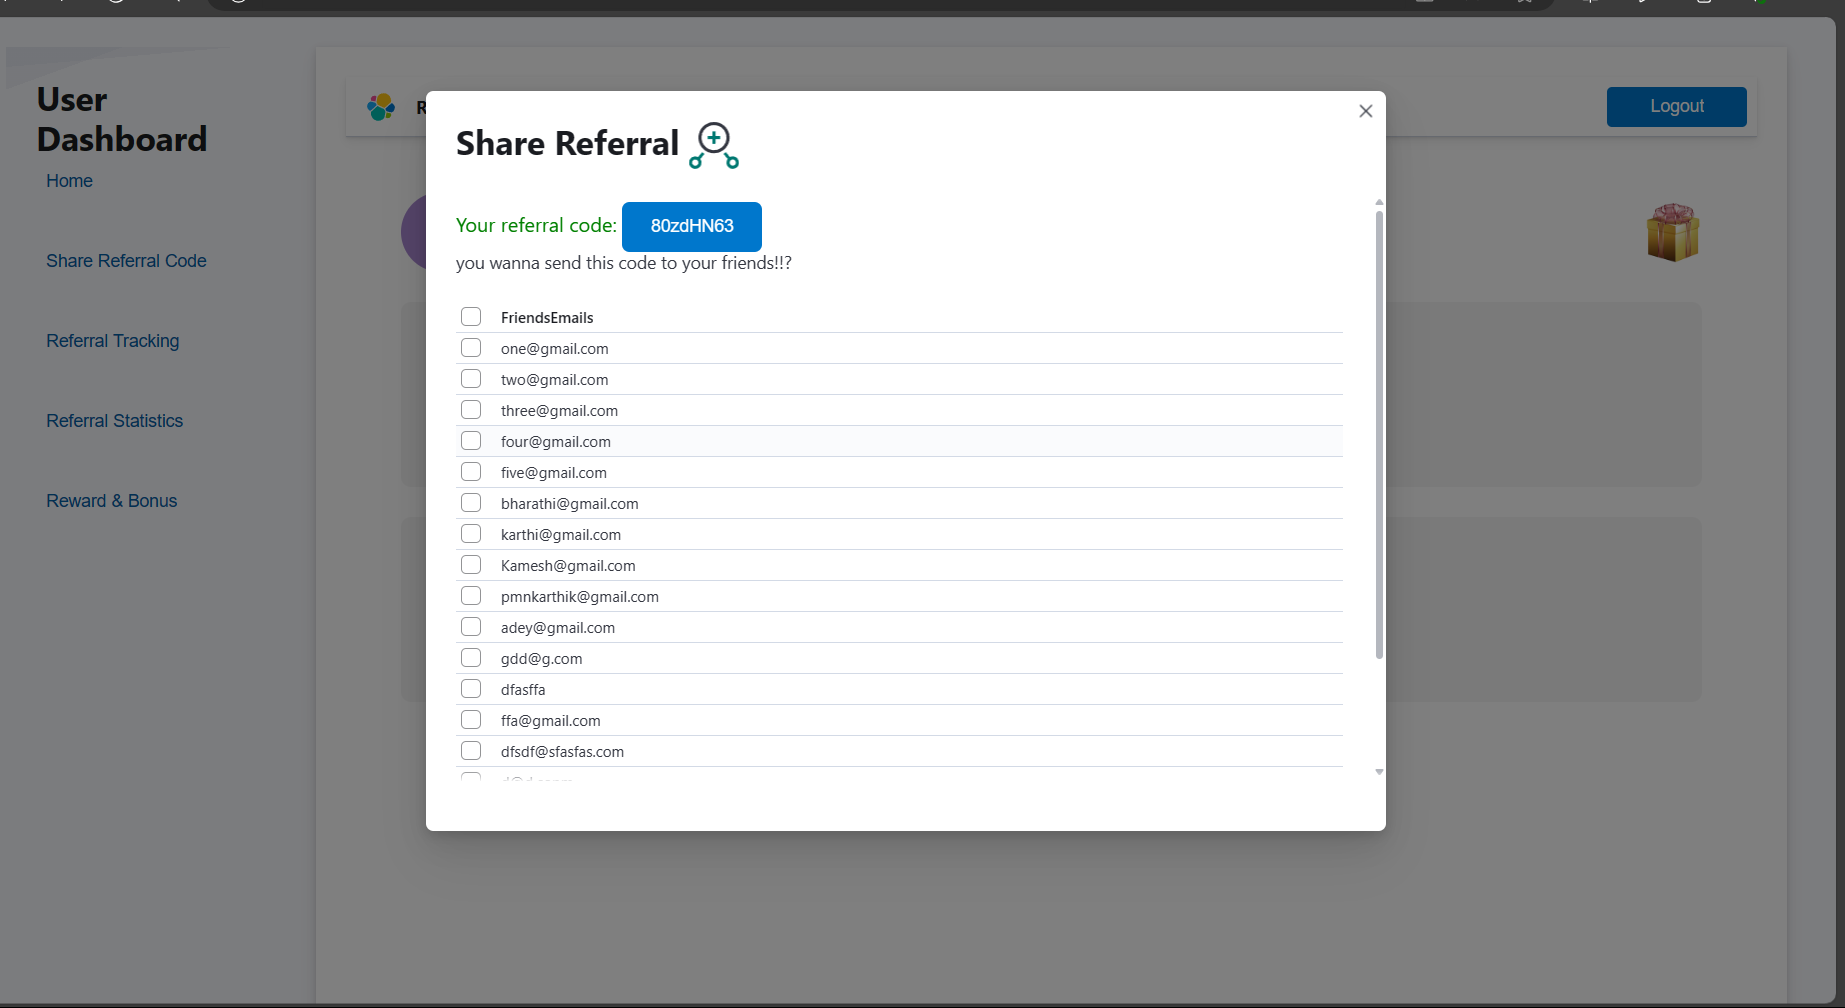 User
Dashboard
Home
Share Referral Code
Referral Tracking
Referral Statistics
Reward & Bonus
R
Logout
Share Referral
Your referral code: 80zdHN63
you wanna send this code to your friends!!?
FriendsEmails
one@gmail.com
two@gmail.com
three@gmail.com
four@gmail.com
five@gmail.com
bharathi@gmail.com
karthi@gmail.com
Kamesh@gmail.com
pmnkarthik@gmail.com
adey@gmail.com
gdd@g.com
dfasffa
ffa@gmail.com
dfsdf@sfasfas.com